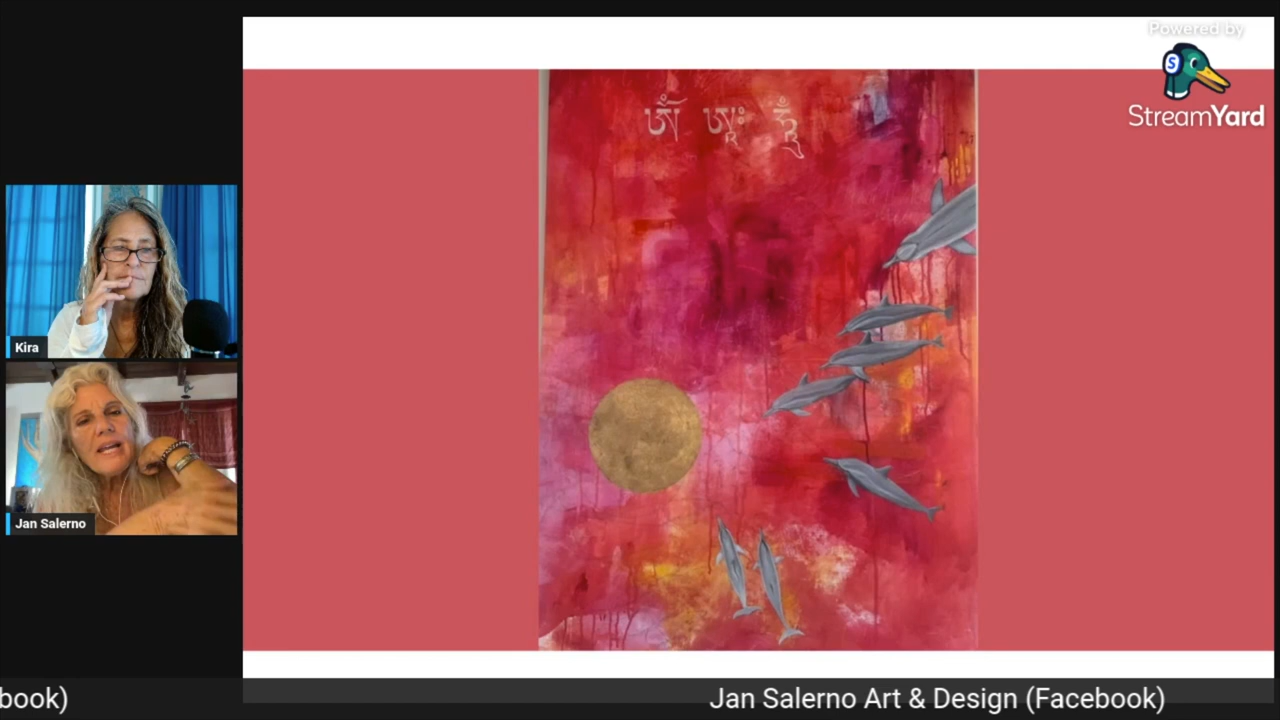 Powered by
StreamYard
ཨོཾ ཨཱཿ ཧཱུྃ
Kira
Jan Salerno
book) Jan Salerno Art & Design (Facebook)